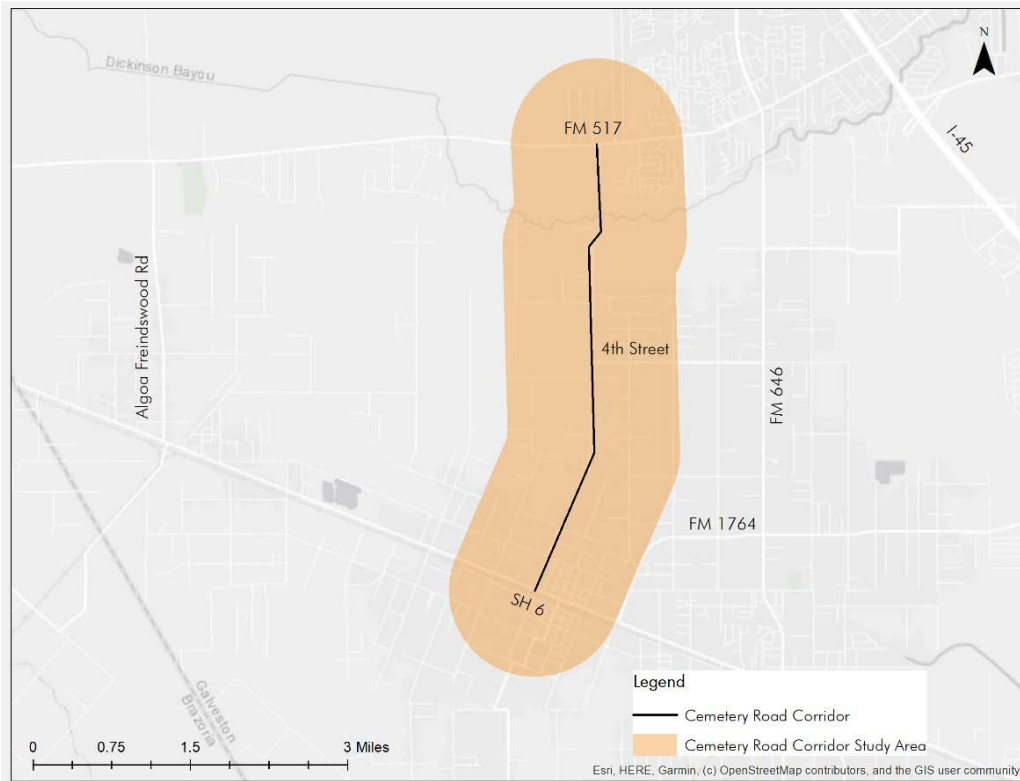 N
Dickinson Bayou
FM 517
I-45
Algoa Freindswood Rd
4th Street
FM 646
FM 1764
SH 6
Galveston
Brazoria
Legend
Cemetery Road Corridor
Cemetery Road Corridor Study Area
0 0.75 1.5 3 Miles
Esri, HERE, Garmin, (c) OpenStreetMap contributors, and the GIS user community